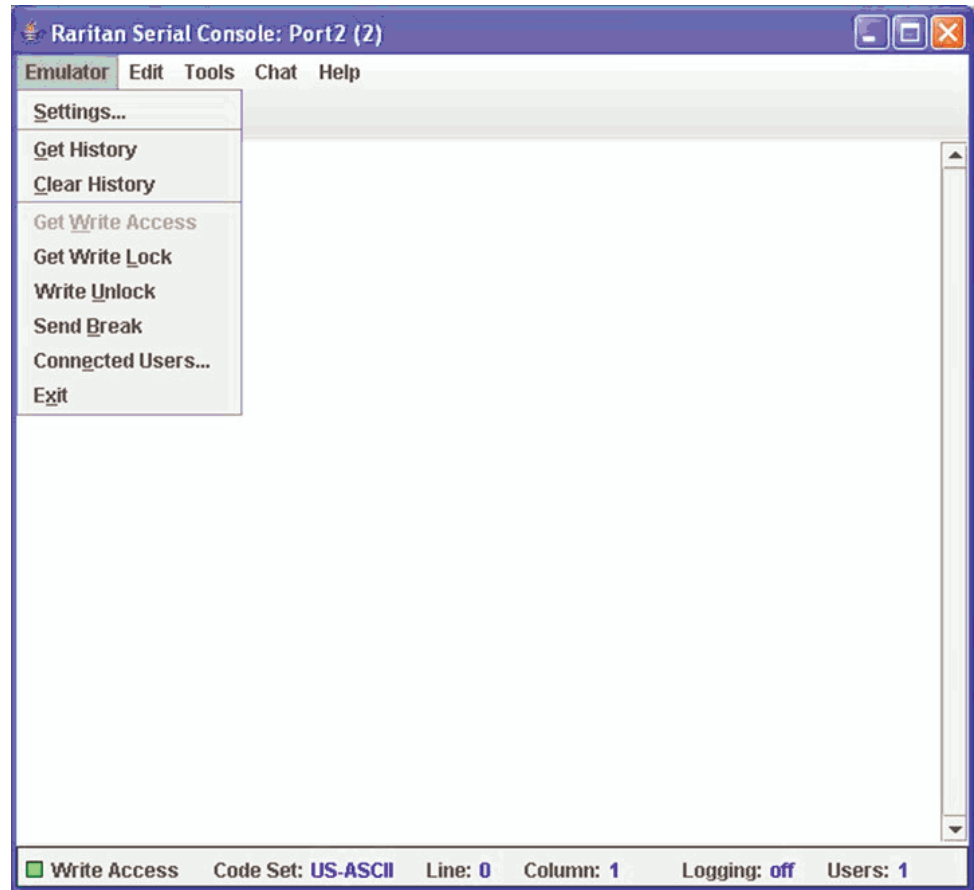 Raritan Serial Console: Port2 (2)
Emulator Edit Tools Chat Help
Settings...
Get History
Clear History
Get Write Access
Get Write Lock
Write Unlock
Send Break
Connected Users...
Exit
Write Access Code Set: US-ASCII Line: 0 Column: 1 Logging: off Users: 1